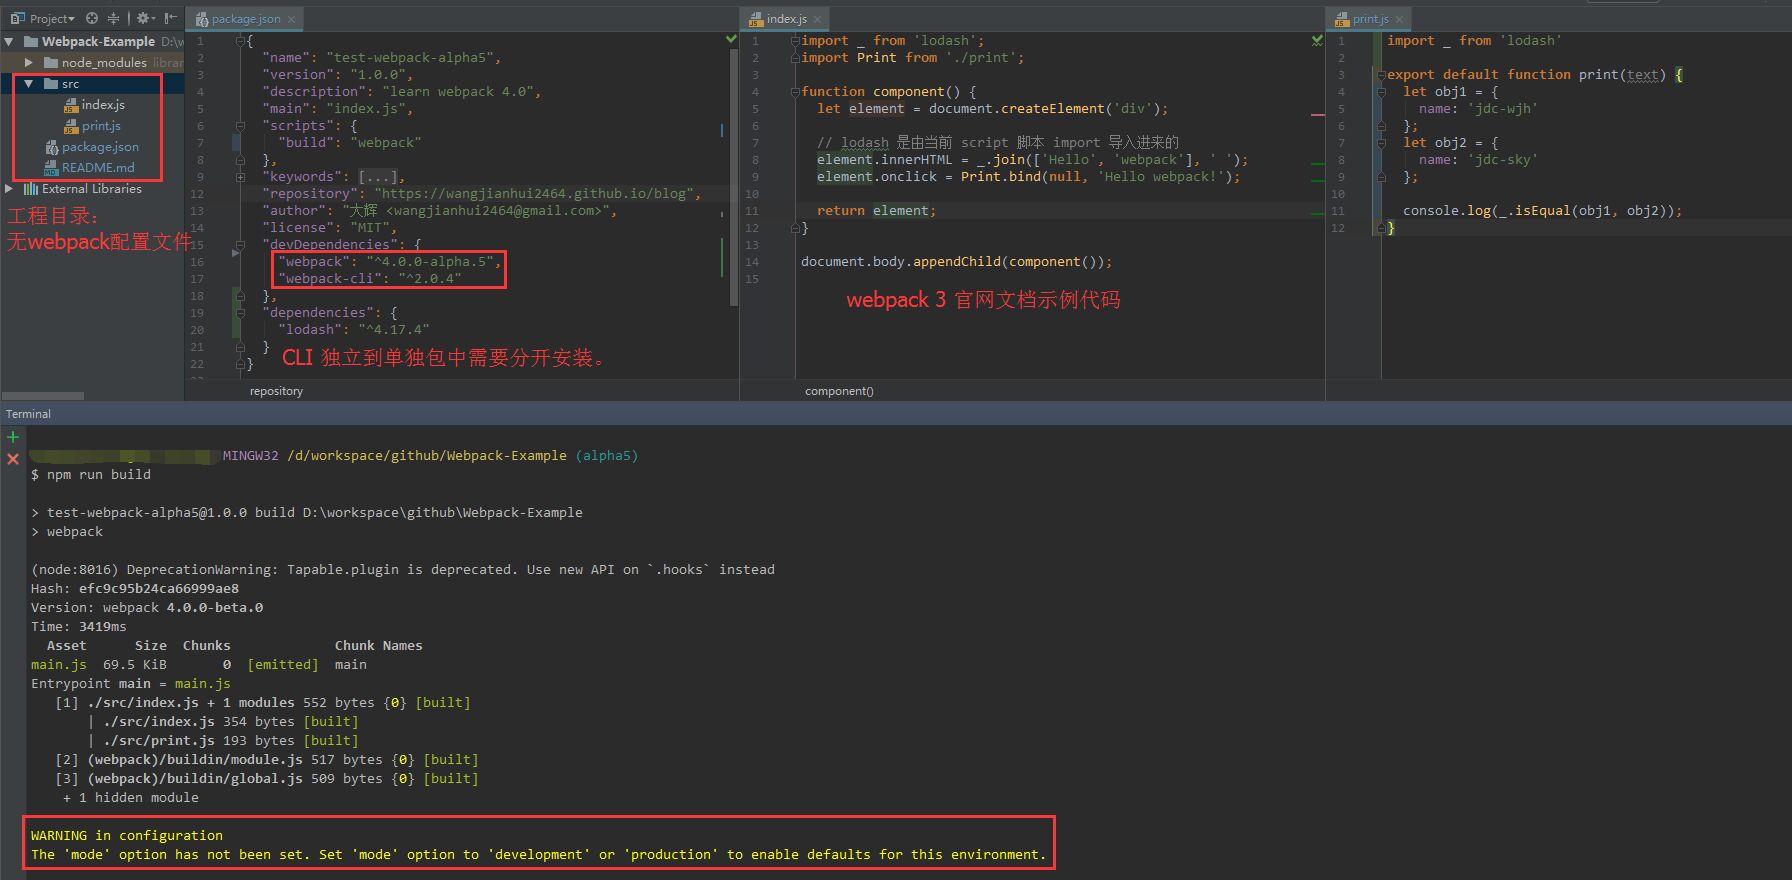 Project
package.json
index.js
print.js
Webpack-Example D:\w
node_modules librar
src
index.js
print.js
package.json
README.md
External Libraries
工程目录：
无webpack配置文件
1 {
2 "name": "test-webpack-alpha5",
3 "version": "1.0.0",
4 "description": "learn webpack 4.0",
5 "main": "index.js",
6 "scripts": {
7 "build": "webpack"
8 },
9 "keywords": [...],
12 "repository": "https://wangjianhui2464.github.io/blog",
13 "author": "大辉 <wangjianhui2464@gmail.com>",
14 "license": "MIT",
15 "devDependencies": {
16 "webpack": "^4.0.0-alpha.5",
17 "webpack-cli": "^2.0.4"
18 },
19 "dependencies": {
20 "lodash": "^4.17.4"
21 }
22 }
CLI 独立到单独包中需要分开安装。
repository
1 import _ from 'lodash';
2 import Print from './print';
3
4 function component() {
5 let element = document.createElement('div');
6
7 // lodash 是由当前 script 脚本 import 导入进来的
8 element.innerHTML = _.join(['Hello', 'webpack'], ' ');
9 element.onclick = Print.bind(null, 'Hello webpack!');
10
11 return element;
12 }
13
14 document.body.appendChild(component());
15
webpack 3 官网文档示例代码
component()
1 import _ from 'lodash'
2
3 export default function print(text) {
4 let obj1 = {
5 name: 'jdc-wjh'
6 };
7 let obj2 = {
8 name: 'jdc-sky'
9 };
10
11 console.log(_.isEqual(obj1, obj2));
12 }
Terminal
MINGW32 /d/workspace/github/Webpack-Example (alpha5)
$ npm run build
> test-webpack-alpha5@1.0.0 build D:\workspace\github\Webpack-Example
> webpack
(node:8016) DeprecationWarning: Tapable.plugin is deprecated. Use new API on `.hooks` instead
Hash: efc9c95b24ca66999ae8
Version: webpack 4.0.0-beta.0
Time: 3419ms
Asset Size Chunks Chunk Names
main.js 69.5 KiB 0 [emitted] main
Entrypoint main = main.js
[1] ./src/index.js + 1 modules 552 bytes {0} [built]
| ./src/index.js 354 bytes [built]
| ./src/print.js 193 bytes [built]
[2] (webpack)/buildin/module.js 517 bytes {0} [built]
[3] (webpack)/buildin/global.js 509 bytes {0} [built]
+ 1 hidden module
WARNING in configuration
The 'mode' option has not been set. Set 'mode' option to 'development' or 'production' to enable defaults for this environment.